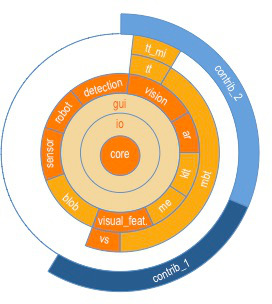 tt_mi
tt
contrib_2
detection
vision
robot
gui
io
ar
sensor
core
klt
mbt
blob
me
visual_feat.
vs
contrib_1